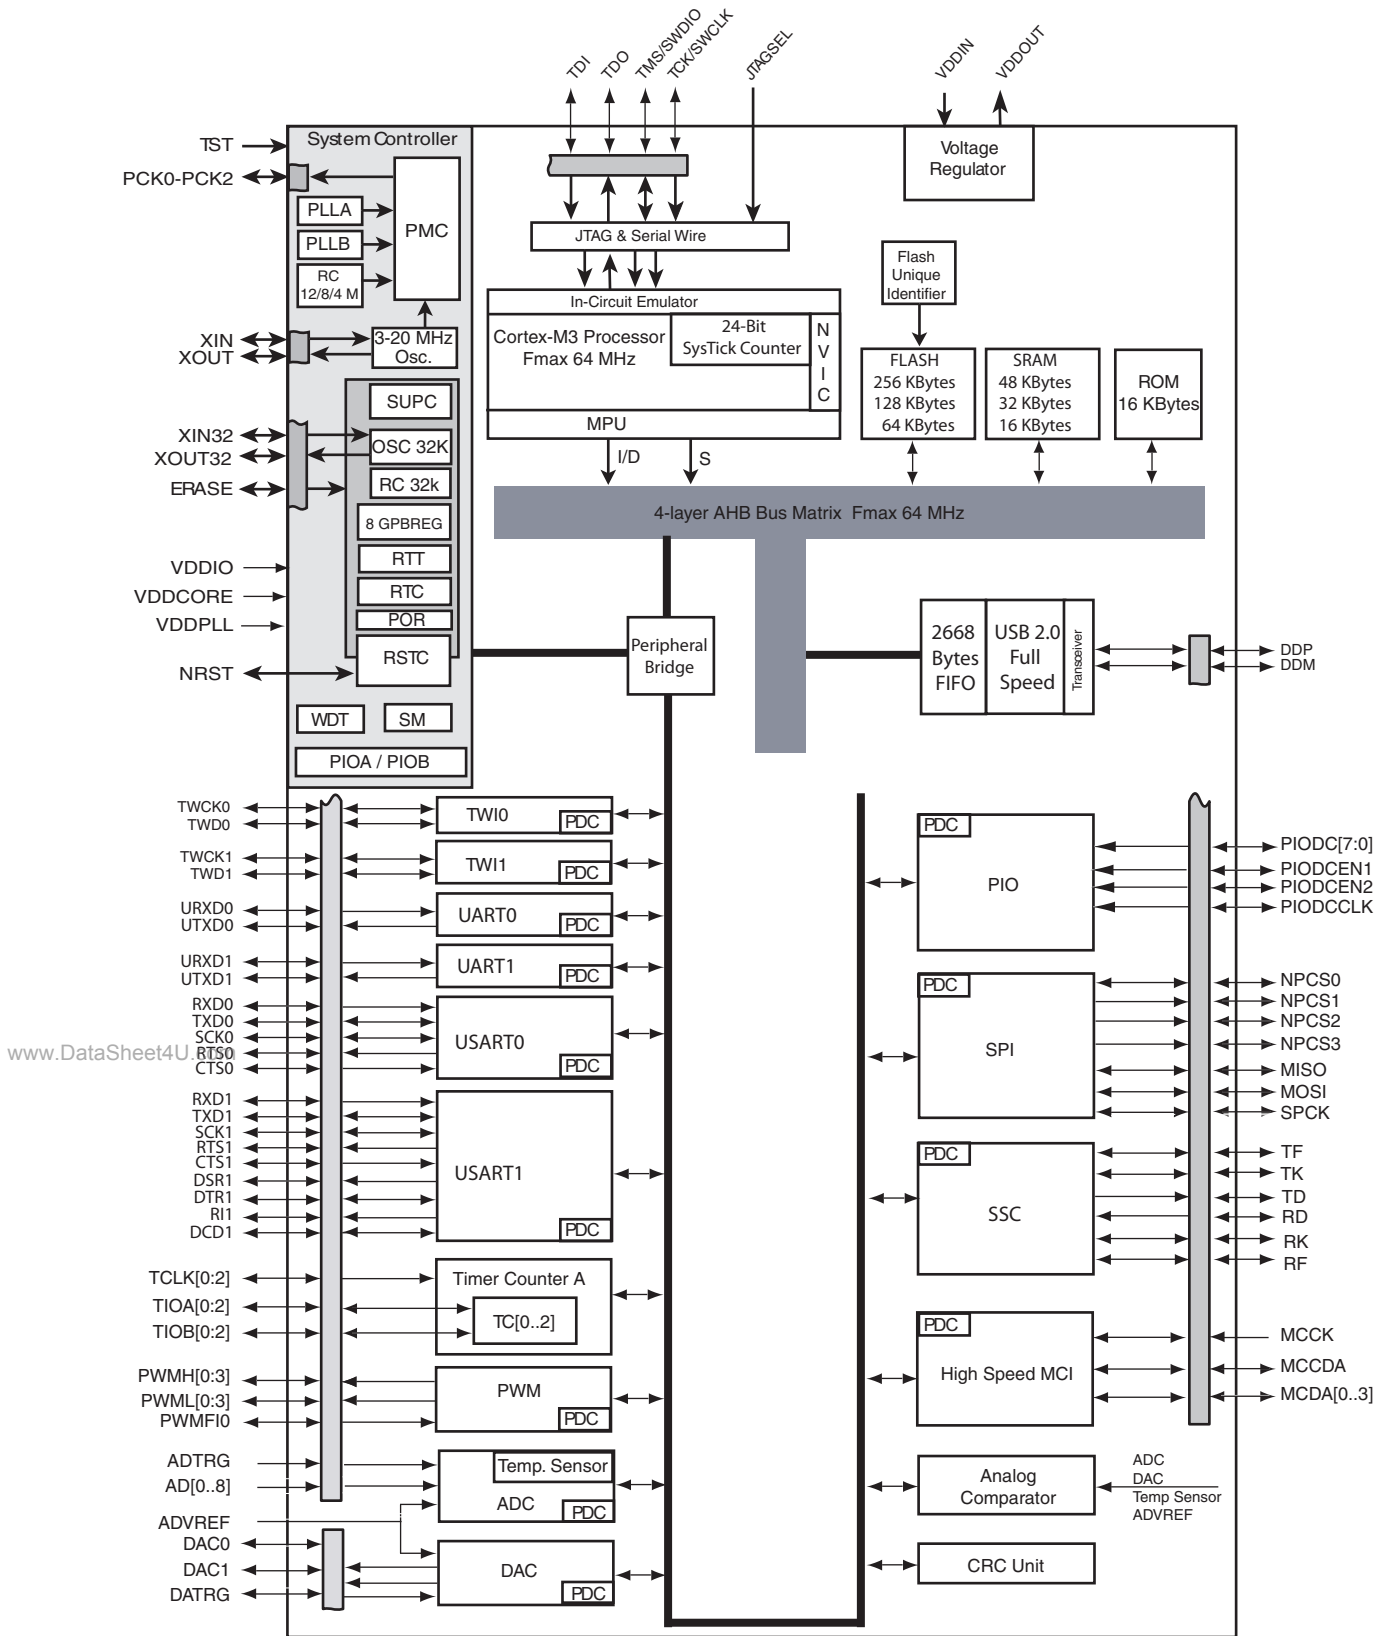 TDI
TDO
TMS/SWDIO
TCK/SWCLK
JTAGSEL
VDDIN
VDDOUT
TST
System Controller
Voltage
Regulator
PCK0-PCK2
PLLA
PLLB
RC
12/8/4 M
PMC
JTAG & Serial Wire
Flash
Unique
Identifier
In-Circuit Emulator
XIN
XOUT
3-20 MHz
Osc.
Cortex-M3 Processor
Fmax 64 MHz
24-Bit
SysTick Counter
N
V
I
C
FLASH
256 KBytes
128 KBytes
64 KBytes
SRAM
48 KBytes
32 KBytes
16 KBytes
ROM
16 KBytes
SUPC
MPU
XIN32
XOUT32
OSC 32K
I/D
S
ERASE
RC 32k
8 GPBREG
4-layer AHB Bus Matrix Fmax 64 MHz
RTT
VDDIO
RTC
VDDCORE
POR
VDDPLL
RSTC
NRST
Peripheral
Bridge
2668
Bytes
FIFO
USB 2.0
Full
Speed
Transceiver
DDP
DDM
WDT
SM
PIOA / PIOB
TWCK0
TWD0
TWI0
PDC
TWCK1
TWD1
TWI1
PDC
URXD0
UTXD0
UART0
PDC
URXD1
UTXD1
UART1
PDC
RXD0
TXD0
SCK0
RTS0
CTS0
USART0
PDC
www.DataSheet4U.com
RXD1
TXD1
SCK1
RTS1
CTS1
DSR1
DTR1
RI1
DCD1
USART1
PDC
TCLK[0:2]
TIOA[0:2]
TIOB[0:2]
Timer Counter A
TC[0..2]
PWMH[0:3]
PWML[0:3]
PWMFI0
PWM
PDC
ADTRG
AD[0..8]
ADVREF
Temp. Sensor
ADC
PDC
DAC0
DAC1
DATRG
DAC
PDC
PDC
PIO
PIODC[7:0]
PIODCEN1
PIODCEN2
PIODCCLK
PDC
SPI
NPCS0
NPCS1
NPCS2
NPCS3
MISO
MOSI
SPCK
PDC
SSC
TF
TK
TD
RD
RK
RF
PDC
High Speed MCI
MCCK
MCCDA
MCDA[0..3]
Analog
Comparator
ADC
DAC
Temp Sensor
ADVREF
CRC Unit